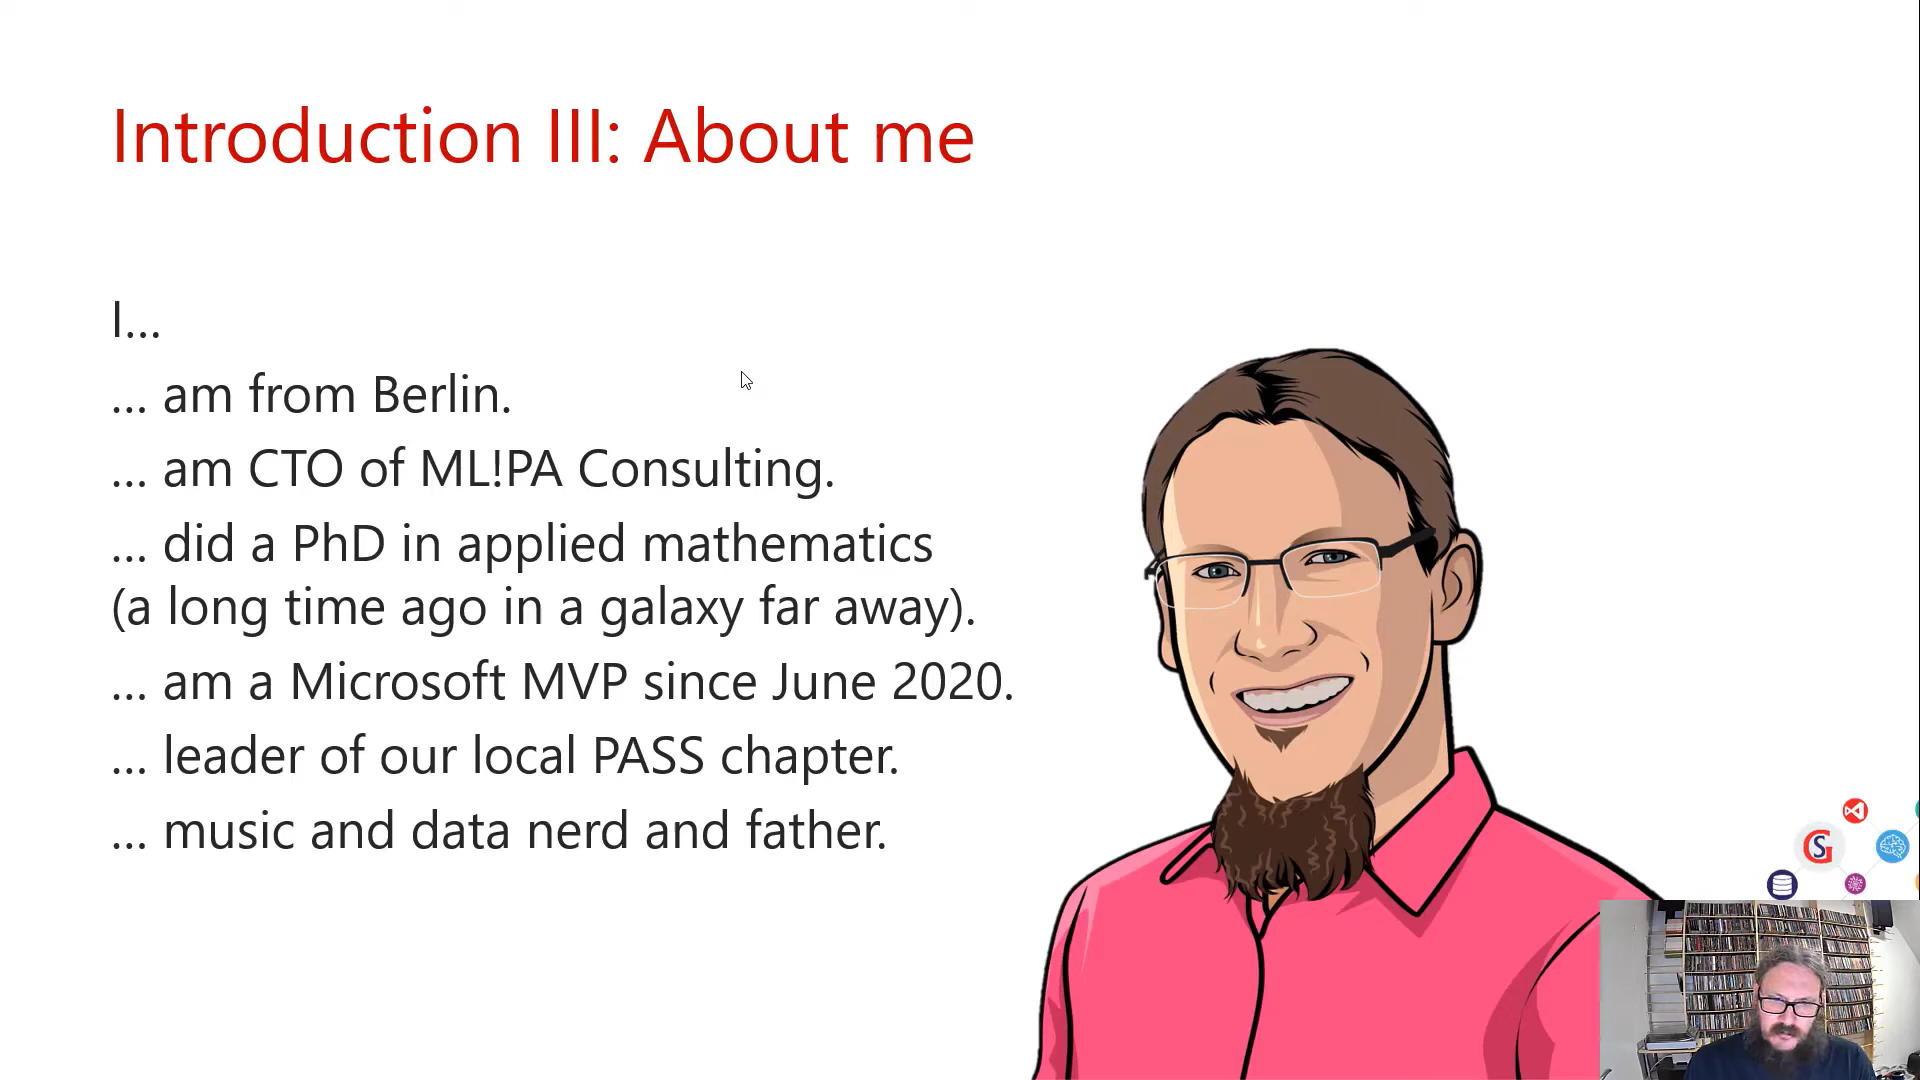 Introduction III: About me
I...
... am from Berlin.
... am CTO of ML!PA Consulting.
... did a PhD in applied mathematics
(a long time ago in a galaxy far away).
... am a Microsoft MVP since June 2020.
... leader of our local PASS chapter.
... music and data nerd and father.